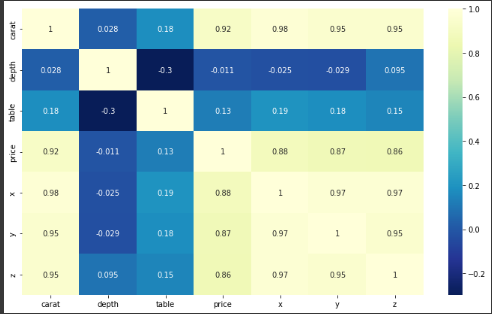 carat 1 0.028 0.18 0.92 0.98 0.95 0.95
depth 0.028 1 -0.3 -0.011 -0.025 -0.029 0.095
table 0.18 -0.3 1 0.13 0.19 0.18 0.15
price 0.92 -0.011 0.13 1 0.88 0.87 0.86
x 0.98 -0.025 0.19 0.88 1 0.97 0.97
y 0.95 -0.029 0.18 0.87 0.97 1 0.95
z 0.95 0.095 0.15 0.86 0.97 0.95 1
carat depth table price x y z
1.0
0.8
0.6
0.4
0.2
0.0
-0.2